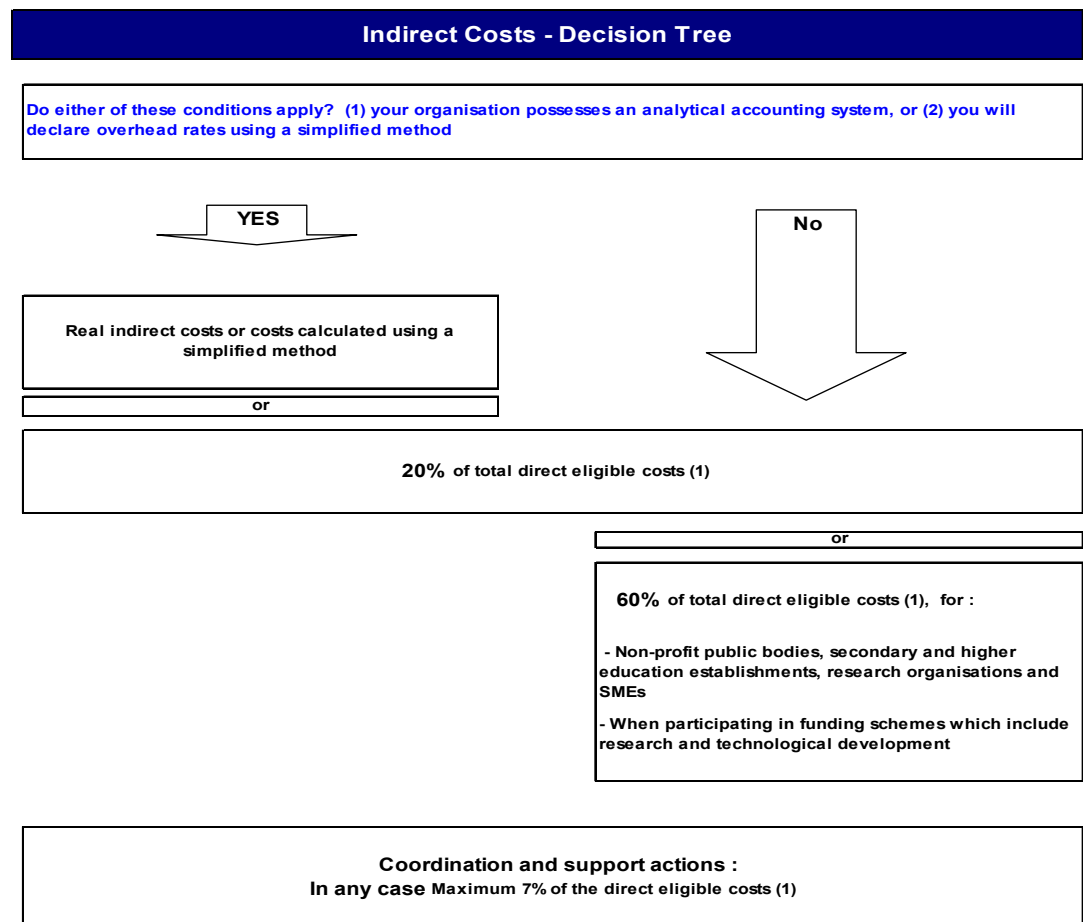 Indirect Costs - Decision Tree
Do either of these conditions apply? (1) your organisation possesses an analytical accounting system, or (2) you will
declare overhead rates using a simplified method
YES
No
Real indirect costs or costs calculated using a
simplified method
or
20% of total direct eligible costs (1)
or
60% of total direct eligible costs (1), for :
- Non-profit public bodies, secondary and higher
education establishments, research organisations and
SMEs
- When participating in funding schemes which include
research and technological development
Coordination and support actions :
In any case Maximum 7% of the direct eligible costs (1)